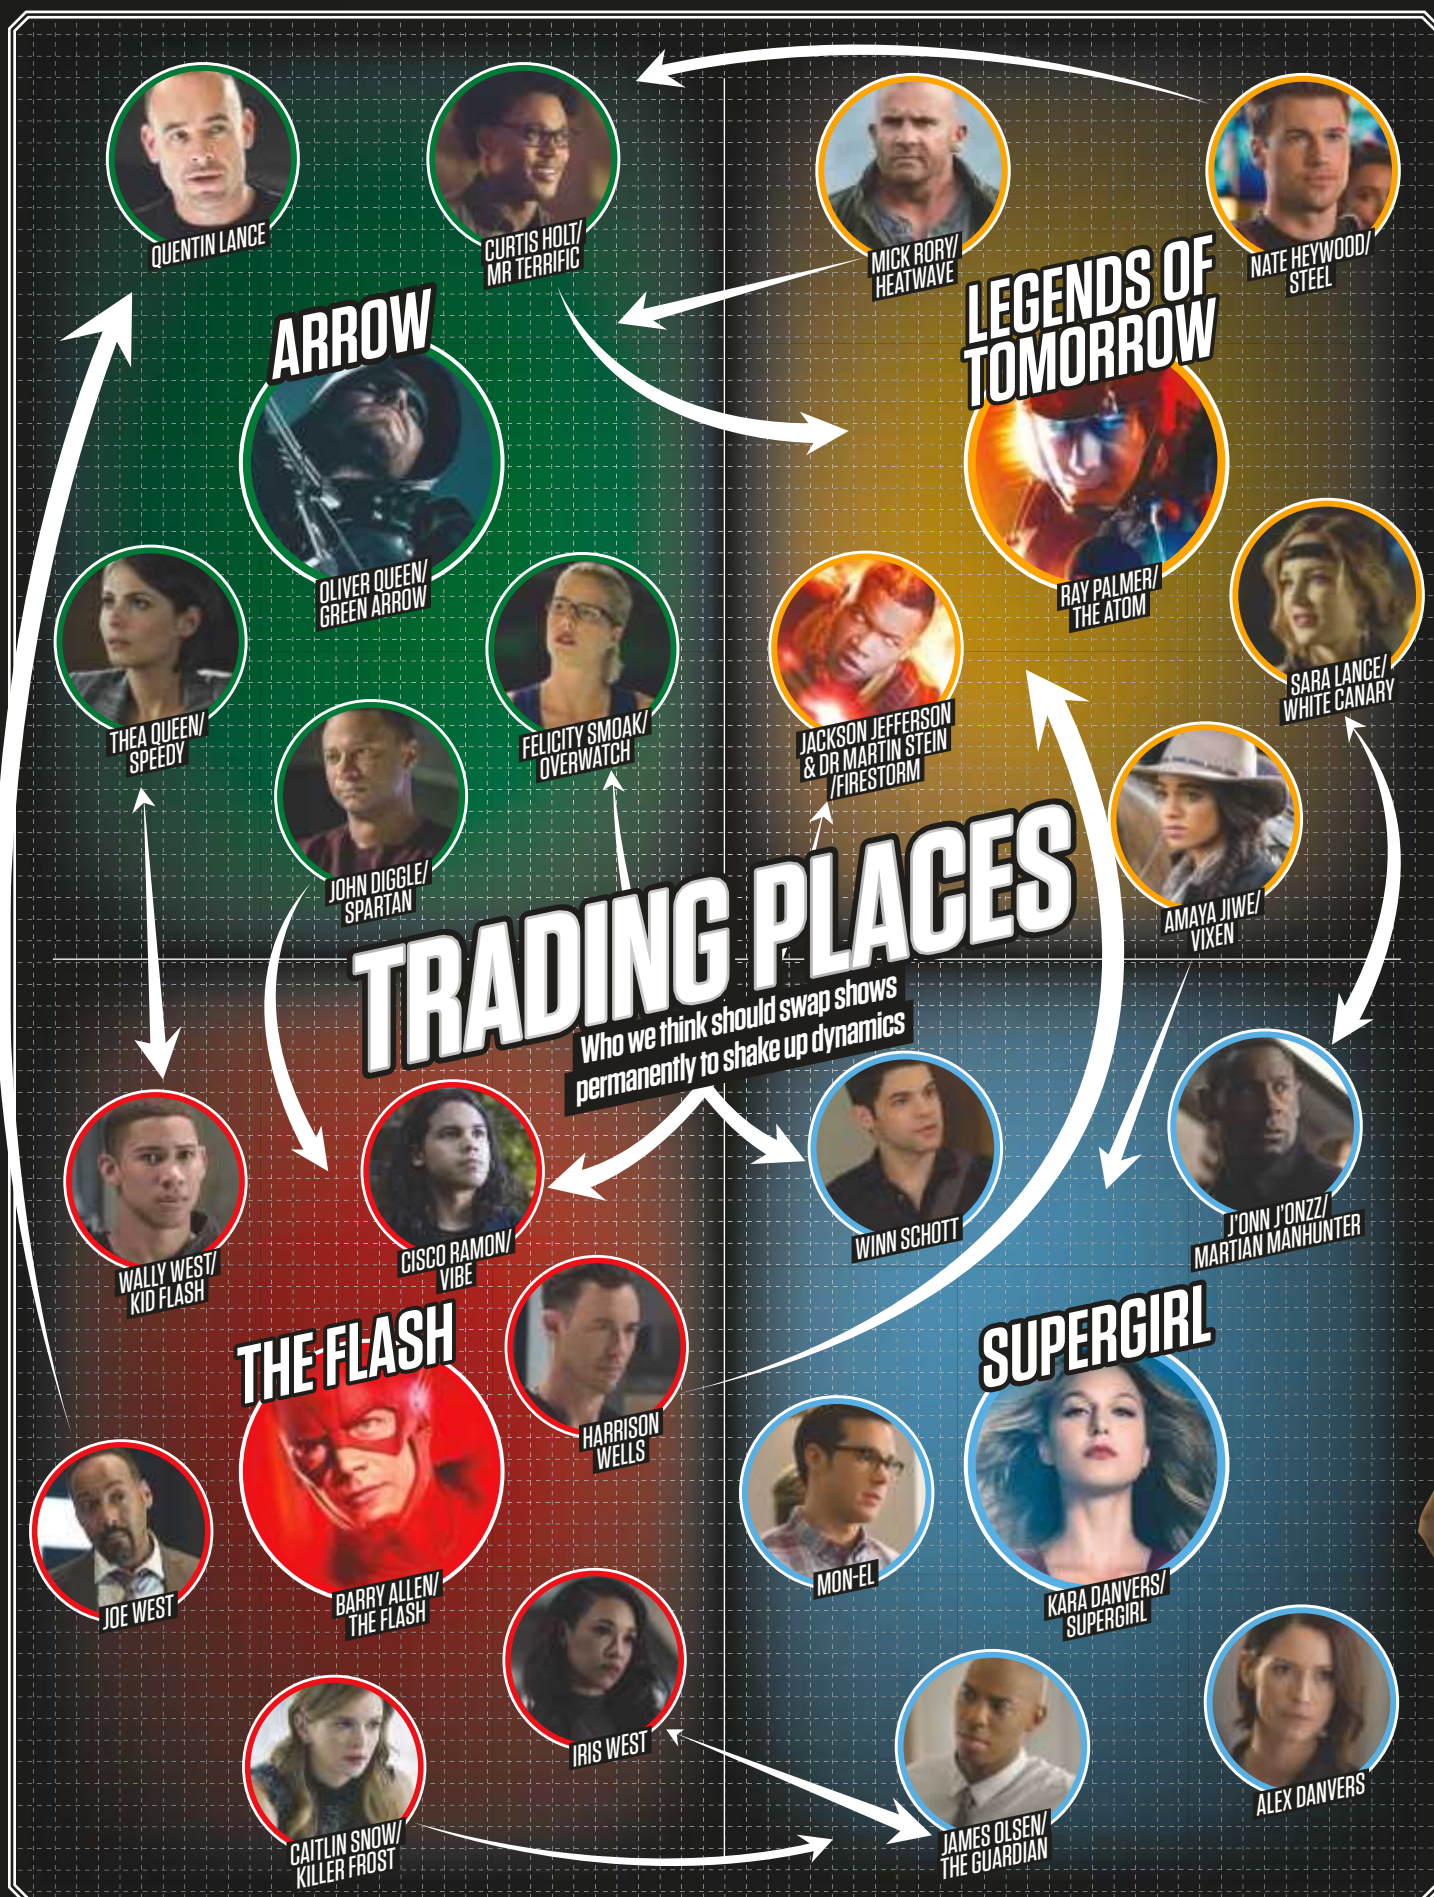 QUENTIN LANCE
CURTIS HOLT/
MR TERRIFIC
ARROW
OLIVER QUEEN/
GREEN ARROW
THEA QUEEN/
SPEEDY
FELICITY SMOAK/
OVERWATCH
JOHN DIGGLE/
SPARTAN
MICK RORY/
HEATWAVE
NATE HEYWOOD/
STEEL
LEGENDS OF
TOMORROW
RAY PALMER/
THE ATOM
SARA LANCE/
WHITE CANARY
JACKSON JEFFERSON
& DR MARTIN STEIN
/FIRESTORM
AMAYA JIWE/
VIXEN
TRADING PLACES
Who we think should swap shows
permanently to shake up dynamics
WALLY WEST/
KID FLASH
CISCO RAMON/
VIBE
THE FLASH
HARRISON
WELLS
BARRY ALLEN/
THE FLASH
JOE WEST
IRIS WEST
CAITLIN SNOW/
KILLER FROST
WINN SCHOTT
J'ONN J'ONZZ/
MARTIAN MANHUNTER
SUPERGIRL
MON-EL
KARA DANVERS/
SUPERGIRL
JAMES OLSEN/
THE GUARDIAN
ALEX DANVERS